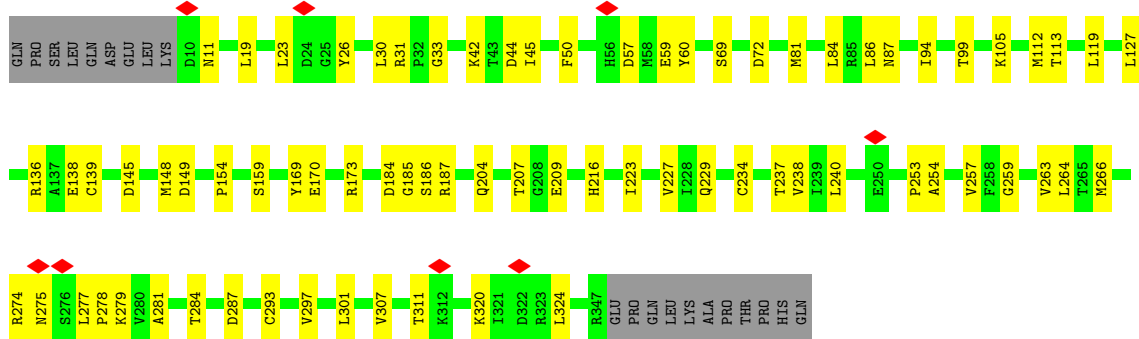 GLN PRO SER LEU GLN ASP GLU LEU LYS D10 N11 L19 L23 D24 G25 Y26 L30 R31 P32 G33 K42 T43 D44 I45 F50 H56 D57 M58 E59 Y60 S69 D72 M81 L84 R85 L86 N87 I94 T99 K105 M112 T113 L119 L127
R136 A137 E138 C139 D145 M148 D149 P154 S159 Y169 E170 R173 D184 G185 S186 R187 Q204 T207 G208 E209 H216 I223 V227 I228 Q229 C234 T237 V238 I239 L240 E250 P253 A254 V257 F258 G259 V263 L264 T265 M266
R274 N275 S276 L277 P278 K279 V280 A281 T284 D287 C293 V297 L301 V307 T311 K312 K320 I321 D322 R323 L324 R347 GLU PRO GLN LEU LYS ALA PRO THR PRO HIS GLN